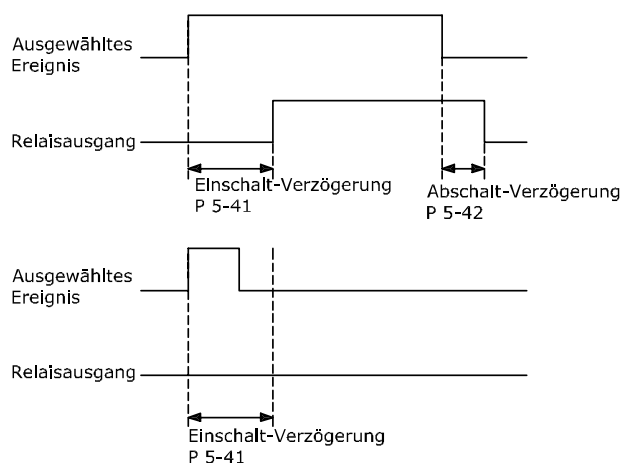 Ausgewähltes
Ereignis
Relaisausgang
EInschalt-Verzögerung
P 5-41
Abschalt-Verzögerung
P 5-42
Ausgewähltes
Ereignis
Relaisausgang
Einschalt-Verzögerung
P 5-41